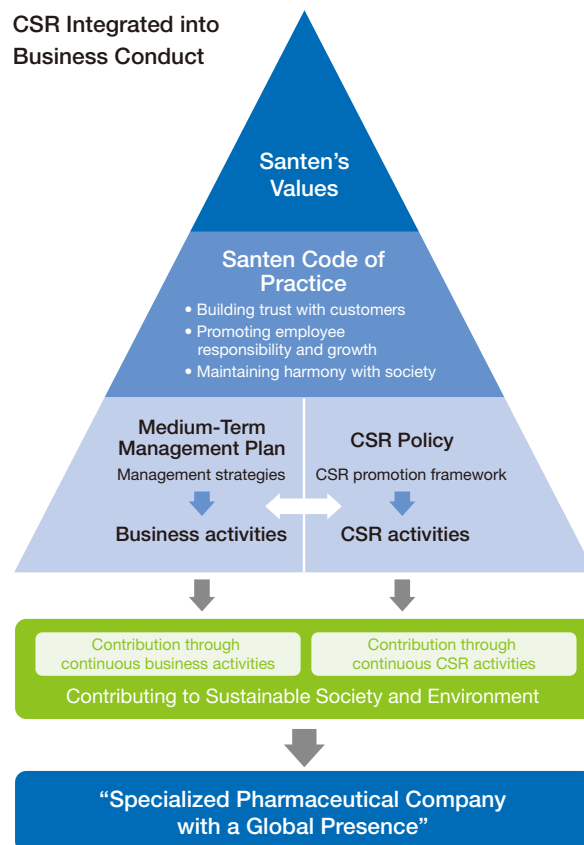 CSR Integrated into
Business Conduct
Santen's
Values
Santen Code of
Practice
• Building trust with customers
• Promoting employee
responsibility and growth
• Maintaining harmony with society
Medium-Term
Management Plan
Management strategies
Business activities
CSR Policy
CSR promotion framework
CSR activities
Contribution through
continuous business activities
Contribution through
continuous CSR activities
Contributing to Sustainable Society and Environment
“Specialized Pharmaceutical Company
with a Global Presence”